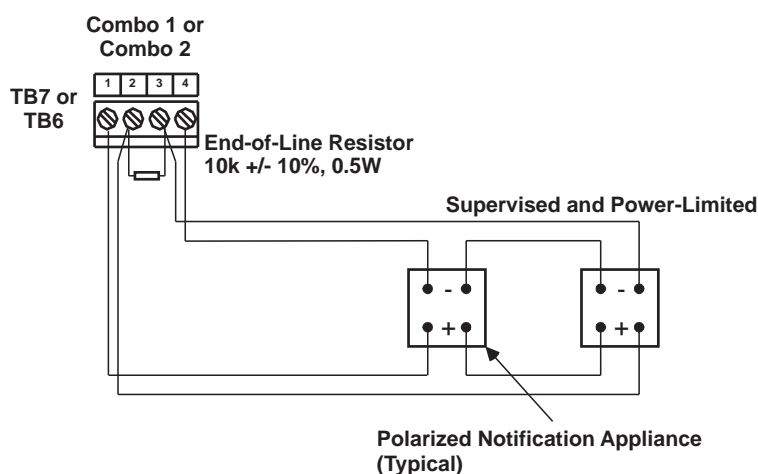 Combo 1 or
Combo 2
1 2 3 4
TB7 or
TB6
End-of-Line Resistor
10k +/- 10%, 0.5W
Supervised and Power-Limited
- -
+ +
Polarized Notification Appliance
(Typical)